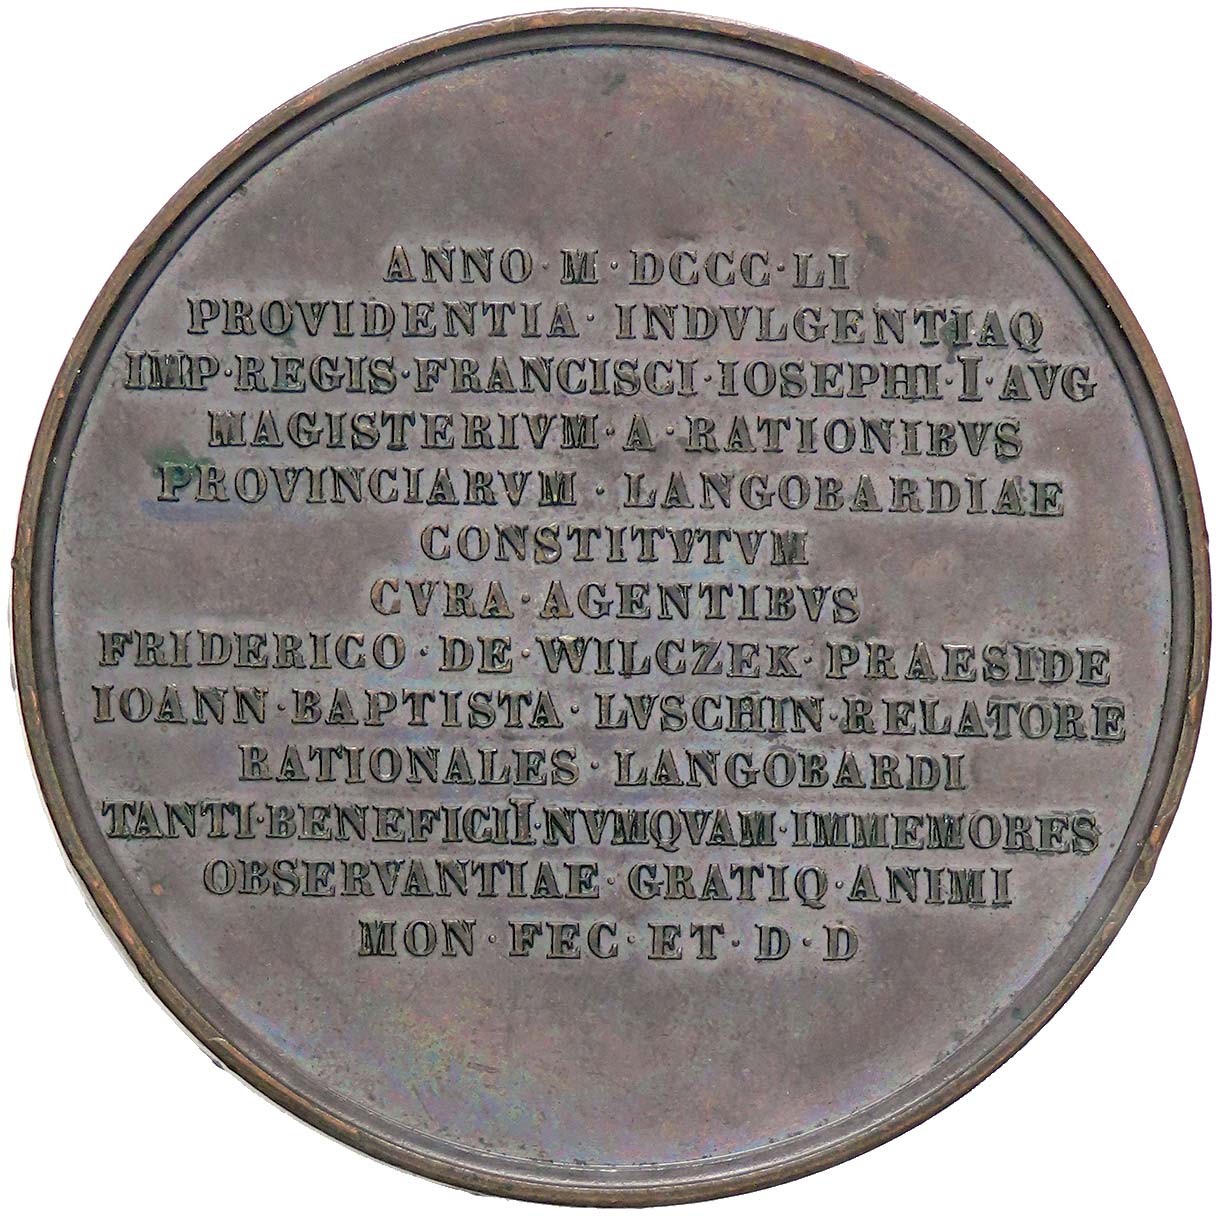 ANNO · M · DCCC · LI
PROVIDENTIA · INDVLGENTIAQ
IMP · REGIS · FRANCISCI · IOSEPHI · I · AVG
MAGISTERIVM · A · RATIONIBVS
PROVINCIARVM · LANGOBARDIAE
CONSTITVTVM
CVRA · AGENTIBVS
FRIDERICO · DE · WILCZEK · PRAESIDE
IOANN · BAPTISTA · LVSCHIN · RELATORE
RATIONALES · LANGOBARDI
TANTI · BENEFICII · NVMQVAM · IMMEMORES
OBSERVANTIAE · GRATIQ · ANIMI
MON · FEC · ET · D · D